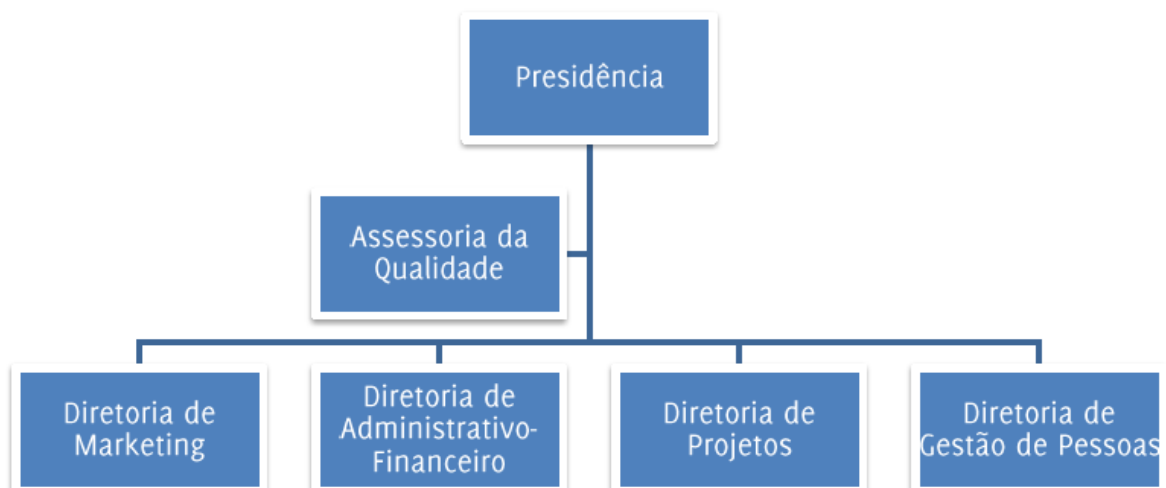 Presidência
Assessoria da
Qualidade
Diretoria de
Marketing
Diretoria de
Administrativo-
Financeiro
Diretoria de
Projetos
Diretoria de
Gestão de Pessoas